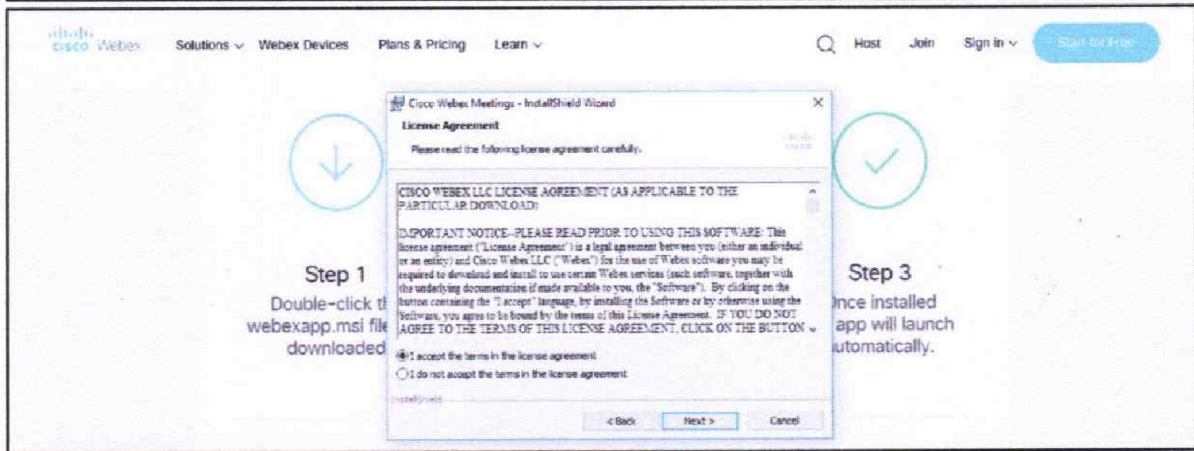 cisco Webex
Solutions
Webex Devices
Plans & Pricing
Learn
Host
Join
Sign in
Start for Free
Cisco Webex Meetings - InstallShield Wizard
License Agreement
Please read the following license agreement carefully.
CISCO WEBEX LLC LICENSE AGREEMENT (AS APPLICABLE TO THE
PARTICULAR DOWNLOAD)
IMPORTANT NOTICE--PLEASE READ PRIOR TO USING THIS SOFTWARE: This
license agreement ("License Agreement") is a legal agreement between you (either an individual
or an entity) and Cisco Webex LLC ("Webex") for the use of Webex software you may be
required to download and install to use certain Webex services (such software, together with
the underlying documentation if made available to you, the "Software"). By clicking on the
button containing the "I accept" language, by installing the Software or by otherwise using the
Software, you agree to be bound by the terms of this License Agreement. IF YOU DO NOT
AGREE TO THE TERMS OF THIS LICENSE AGREEMENT, CLICK ON THE BUTTON
I accept the terms in the license agreement
I do not accept the terms in the license agreement
InstallShield
< Back
Next >
Cancel
Step 1
Double-click t
webexapp.msi file
downloaded
Step 3
Once installed
app will launch
utomatically.